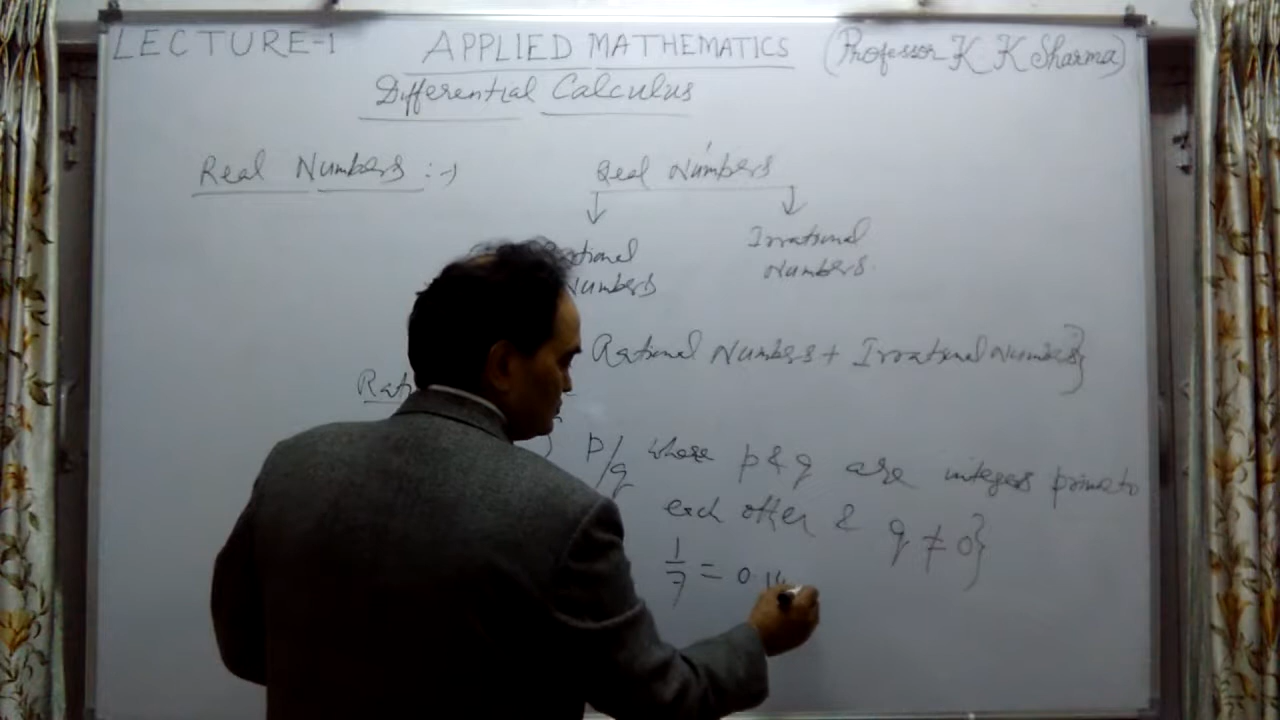 LECTURE-1 APPLIED MATHEMATICS (Professor K K Sharma)
Differential Calculus
Real Numbers :→ Real Numbers
↓ ↓
Irrational
Numbers Numbers
Rational Numbers + Irrational Numbers}
} p/q where p & q are integers prime to
each other & q ≠ 0}
1/7 = 0.14